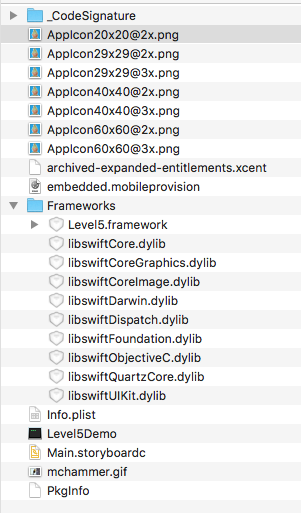 _CodeSignature
AppIcon20x20@2x.png
AppIcon29x29@2x.png
AppIcon29x29@3x.png
AppIcon40x40@2x.png
AppIcon40x40@3x.png
AppIcon60x60@2x.png
AppIcon60x60@3x.png
archived-expanded-entitlements.xcent
embedded.mobileprovision
Frameworks
Level5.framework
libswiftCore.dylib
libswiftCoreGraphics.dylib
libswiftCoreImage.dylib
libswiftDarwin.dylib
libswiftDispatch.dylib
libswiftFoundation.dylib
libswiftObjectiveC.dylib
libswiftQuartzCore.dylib
libswiftUIKit.dylib
Info.plist
Level5Demo
Main.storyboardc
mchammer.gif
PkgInfo